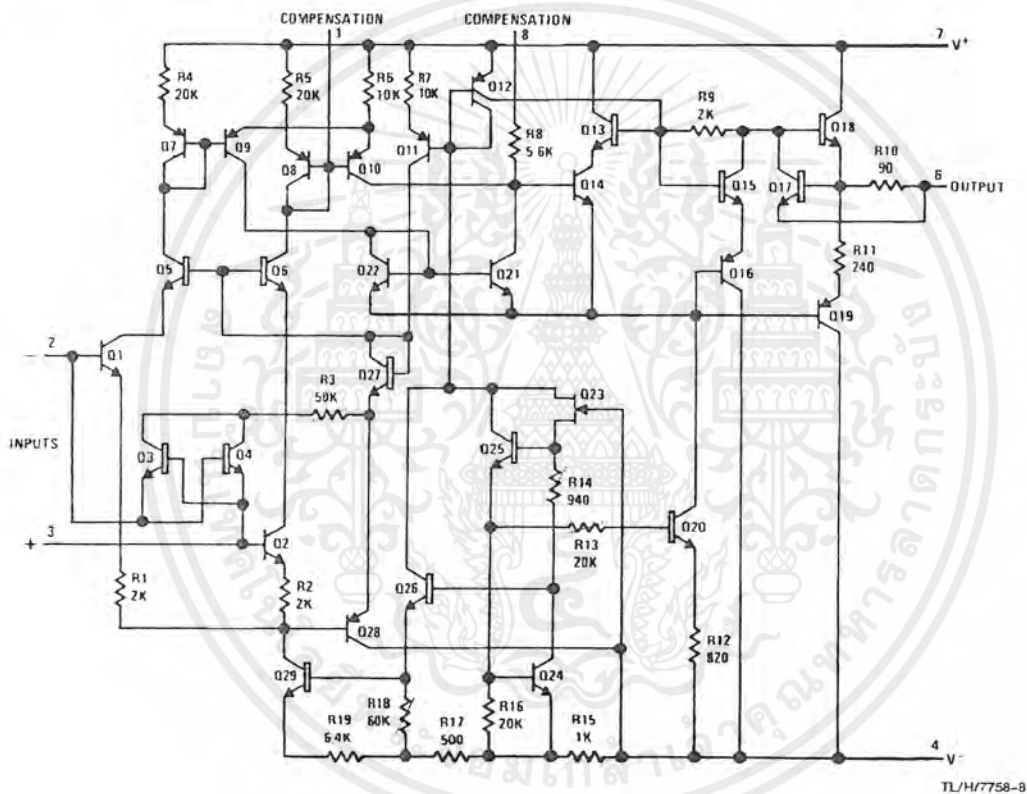 COMPENSATION
1
COMPENSATION
8
7
V+
R4
20K
R5
20K
R6
10K
R7
10K
Q12
R8
5 6K
Q13
R9
2K
Q18
R10
90
6
OUTPUT
Q7
Q9
Q8
Q10
Q11
Q14
Q15
Q17
R11
240
Q5
Q6
Q22
Q21
Q16
Q19
2
−
Q1
Q27
R3
50K
Q23
INPUTS
Q3
Q4
Q25
R14
940
3
+
Q2
R13
20K
Q20
R1
2K
R2
2K
Q26
Q28
R12
820
Q29
Q24
R18
60K
R16
20K
R19
6.4K
R17
500
R15
1K
4
V-
TL/H/7758-8